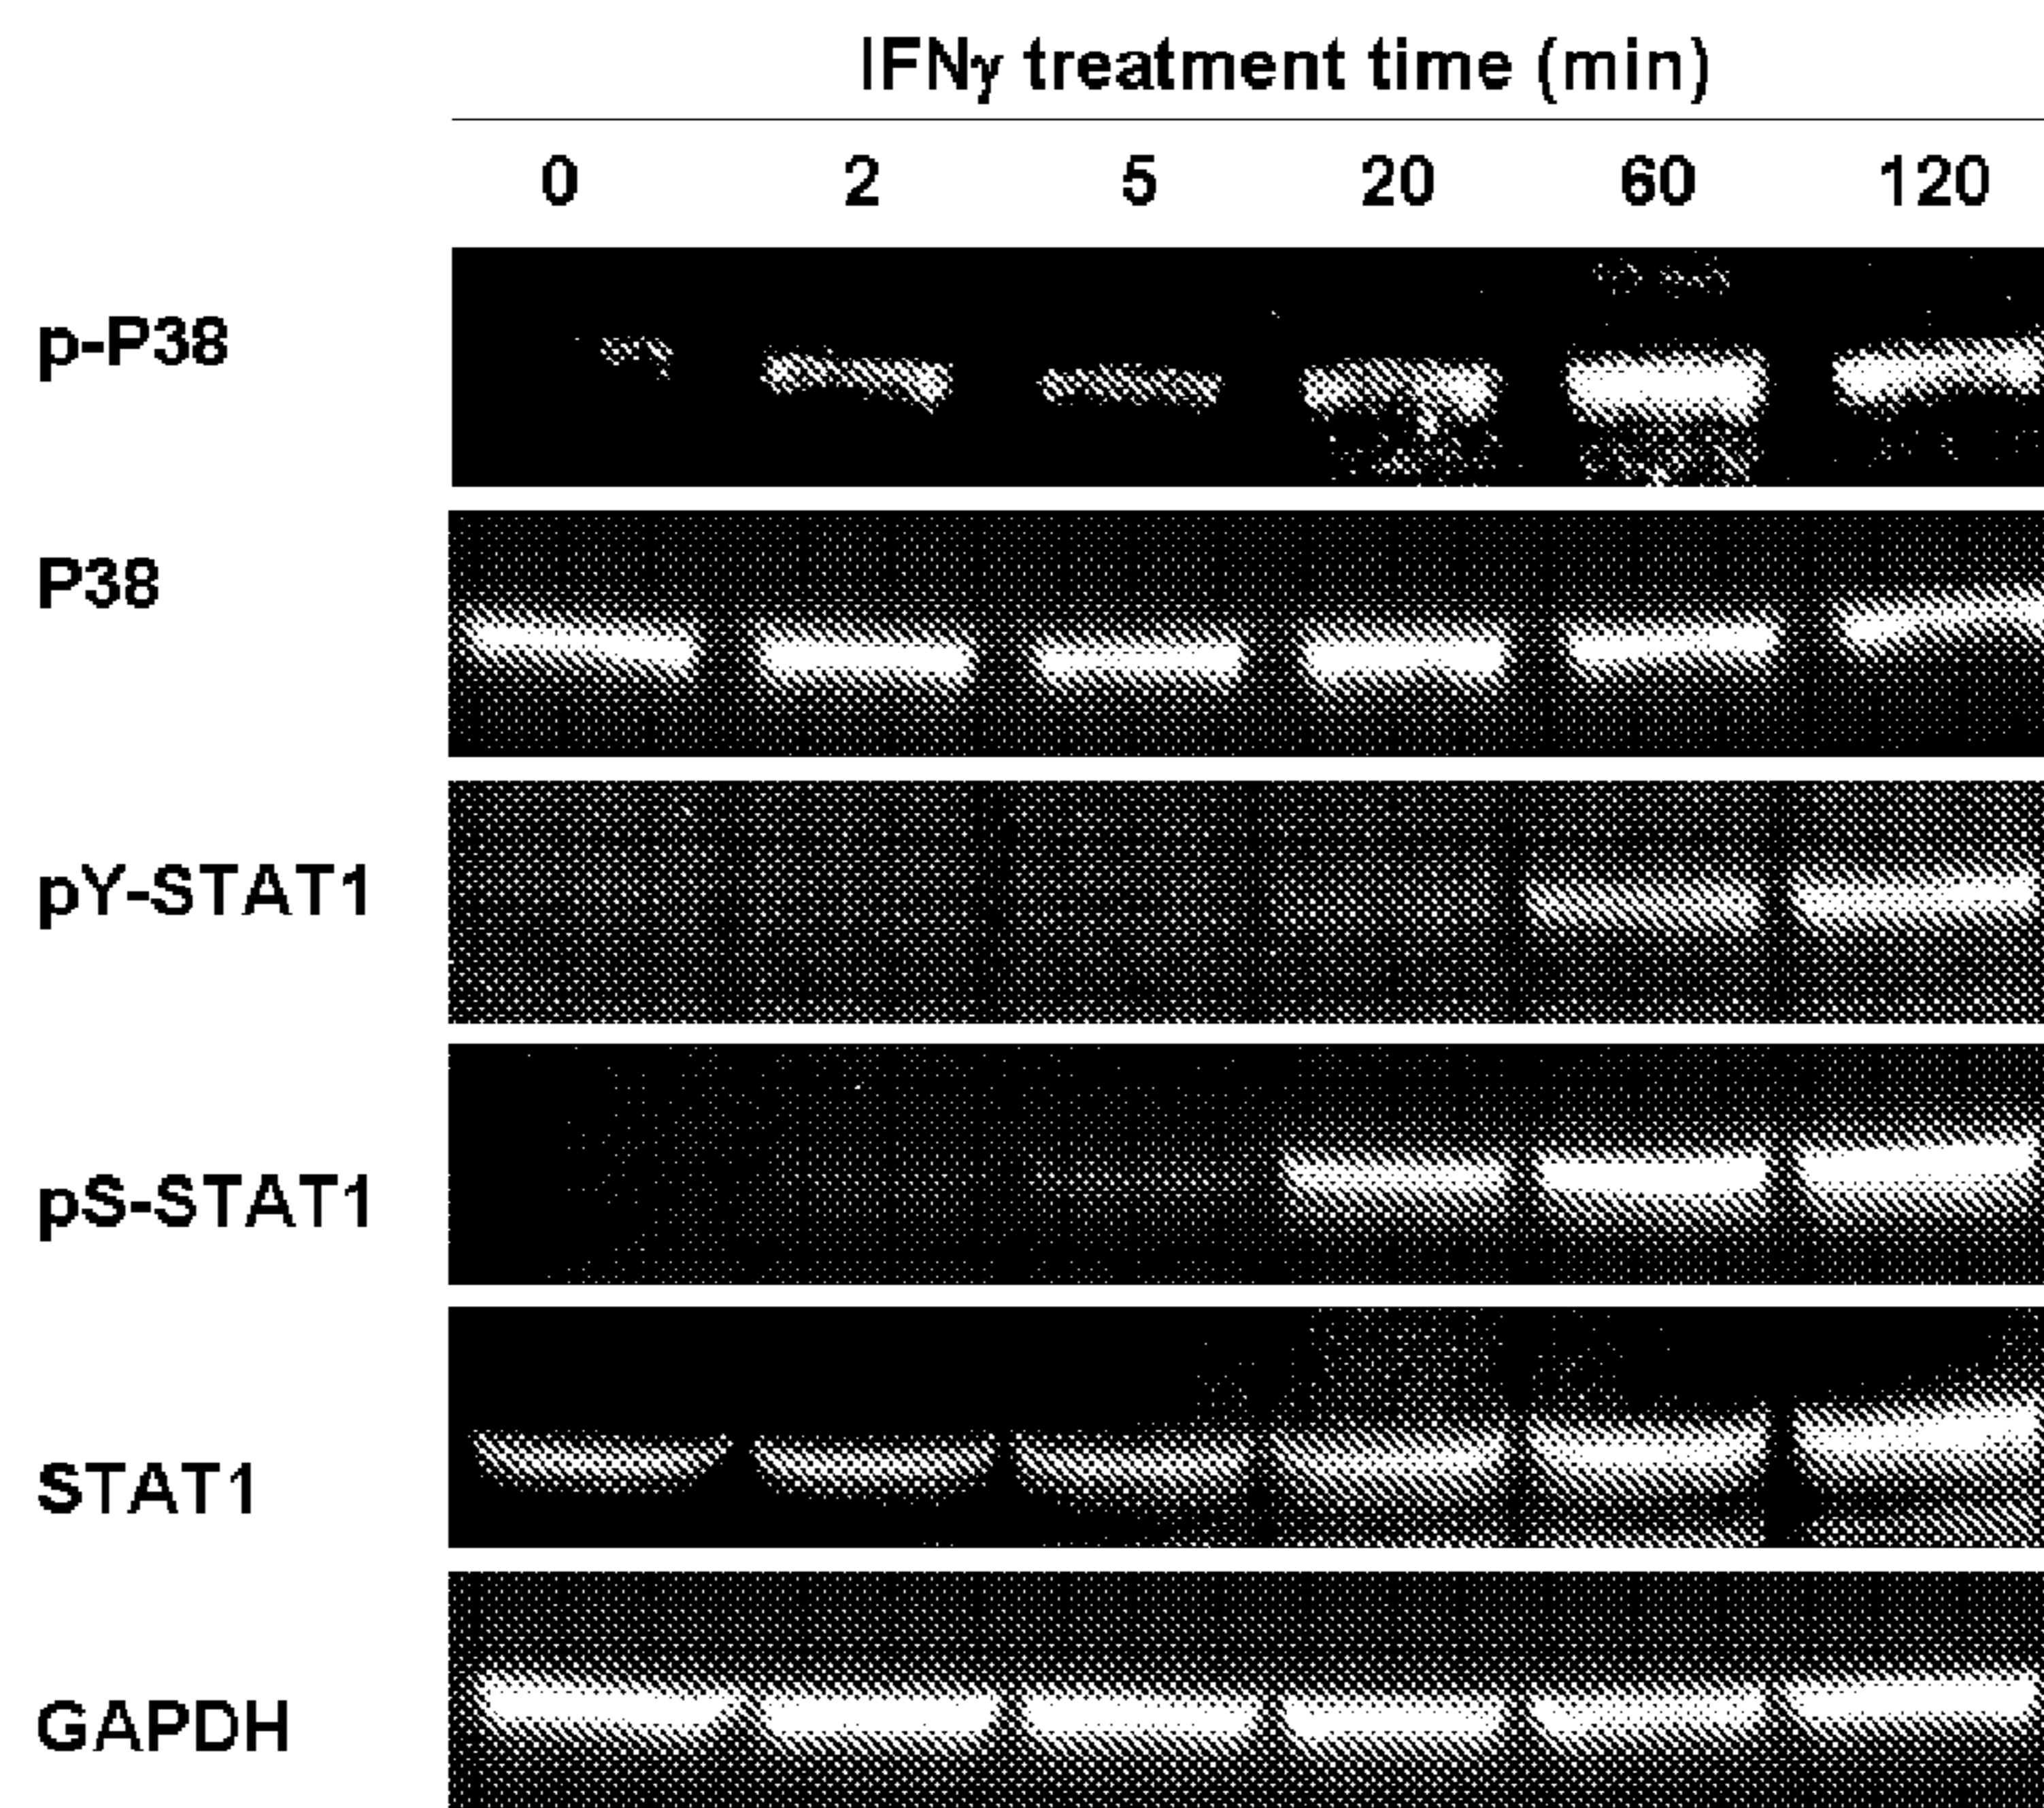 IFNγ treatment time (min)
0 2 5 20 60 120
p-P38
P38
pY-STAT1
pS-STAT1
STAT1
GAPDH